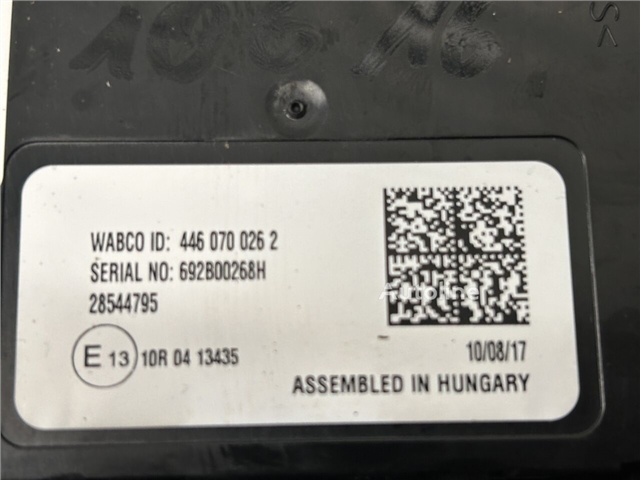 WABCO ID: 446 070 026 2
SERIAL NO: 692B00268H
28544795
Autoline
E 13 10R 04 13435
10/08/17
ASSEMBLED IN HUNGARY